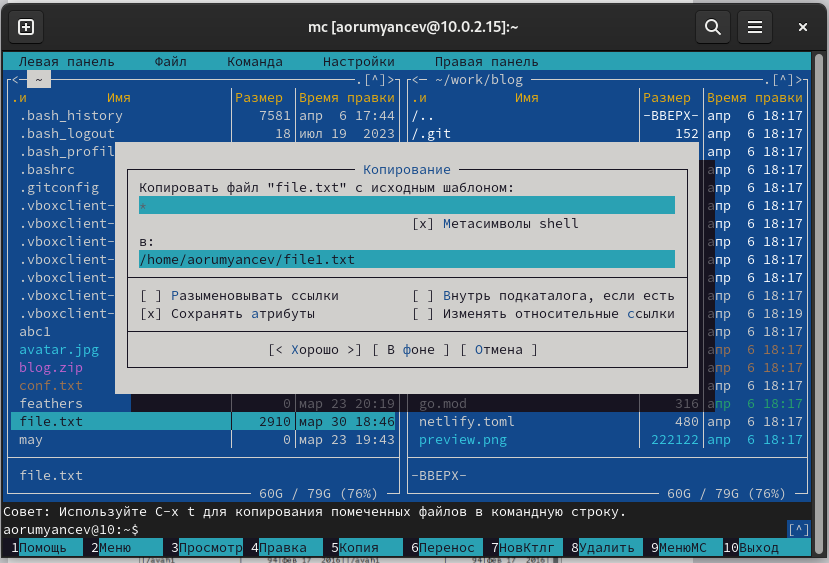 mc [aorumyancev@10.0.2.15]:~
Левая панель Файл Команда Настройки Правая панель
<— ~ .[^]> <— ~/work/blog .[^]>
.и Имя Размер Время правки .и Имя Размер Время правки
.bash_history 7581 апр 6 17:44 /.. -ВВЕРХ- апр 6 18:17
.bash_logout 18 июл 19 2023 /.git 152 апр 6 18:17
.bash_profil апр 6 18:17
.bashrc апр 6 18:17
.gitconfig апр 6 18:17
.vboxclient- апр 6 18:17
.vboxclient- апр 6 18:17
.vboxclient- апр 6 18:17
.vboxclient- апр 6 18:17
.vboxclient- апр 6 18:17
.vboxclient- апр 6 18:17
.vboxclient- апр 6 18:19
abc1 апр 6 18:17
avatar.jpg апр 6 18:17
blog.zip апр 6 18:17
conf.txt апр 6 18:17
feathers 0 мар 23 20:19 go.mod 316 апр 6 18:17
file.txt 2910 мар 30 18:46 netlify.toml 480 апр 6 18:17
may 0 мар 23 19:43 preview.png 222122 апр 6 18:17
Копирование
Копировать файл "file.txt" с исходным шаблоном:
*
[x] Метасимволы shell
в:
/home/aorumyancev/file1.txt
[ ] Разыменовывать ссылки [ ] Внутрь подкаталога, если есть
[x] Сохранять атрибуты [ ] Изменять относительные ссылки
[< Хорошо >] [ В фоне ] [ Отмена ]
file.txt -ВВЕРХ-
60G / 79G (76%) 60G / 79G (76%)
Совет: Используйте C-x t для копирования помеченных файлов в командную строку.
aorumyancev@10:~$ [^]
1Помощь 2Меню 3Просмотр 4Правка 5Копия 6Перенос 7НовКтлг 8Удалить 9МенюМС 10Выход